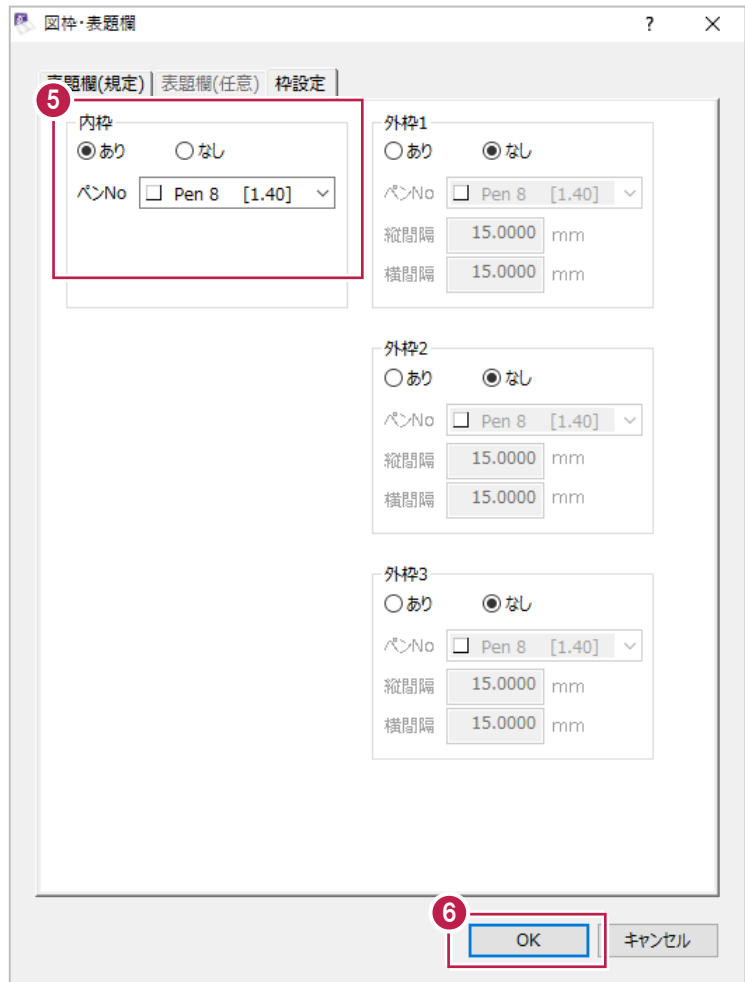 図枠・表題欄 ?
表題欄(規定) 表題欄(任意) 枠設定
5
内枠
あり なし
ペンNo Pen 8 [1.40]
外枠1
あり なし
ペンNo Pen 8 [1.40]
縦間隔 15.0000 mm
横間隔 15.0000 mm
外枠2
あり なし
ペンNo Pen 8 [1.40]
縦間隔 15.0000 mm
横間隔 15.0000 mm
外枠3
あり なし
ペンNo Pen 8 [1.40]
縦間隔 15.0000 mm
横間隔 15.0000 mm
6
OK キャンセル